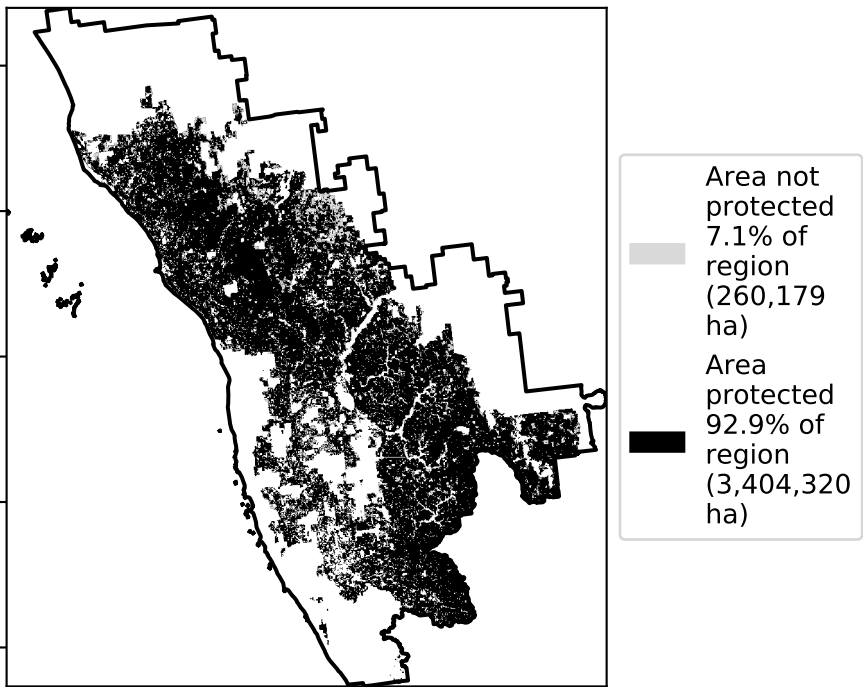 Area not
protected
7.1% of
region
(260,179
ha)
Area
protected
92.9% of
region
(3,404,320
ha)